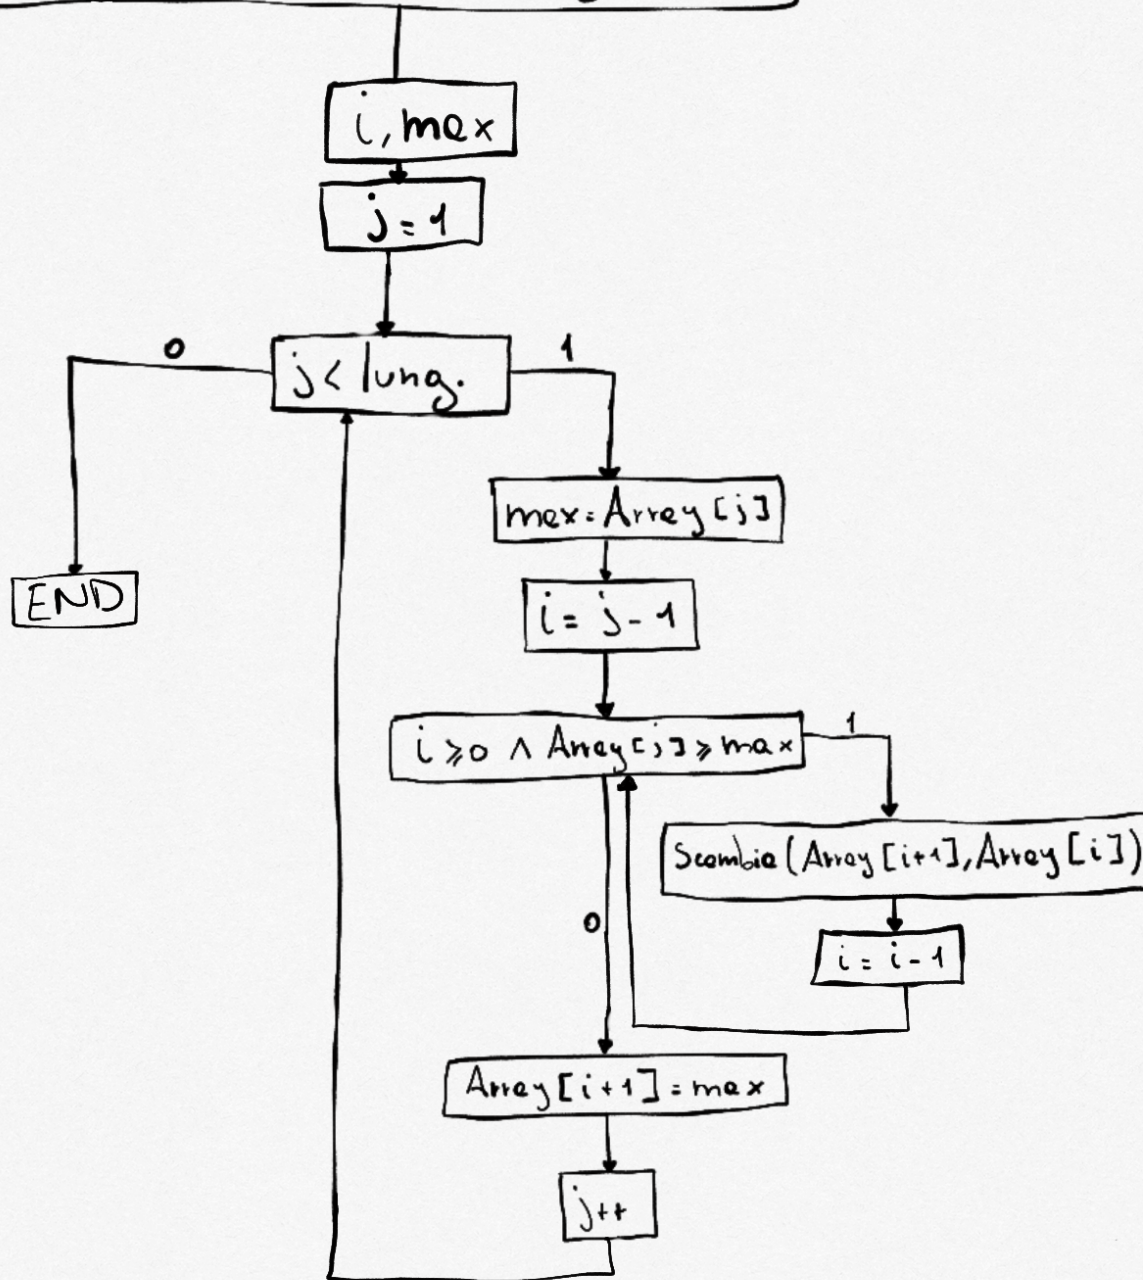 i, max
j = 1
0
1
j < lung.
max = Array [j]
END
i = j - 1
i ⩾ 0 ∧ Array [j] ⩾ max
1
Scambia (Array [i+1], Array [i])
0
i = i - 1
Array [i+1] = max
j++